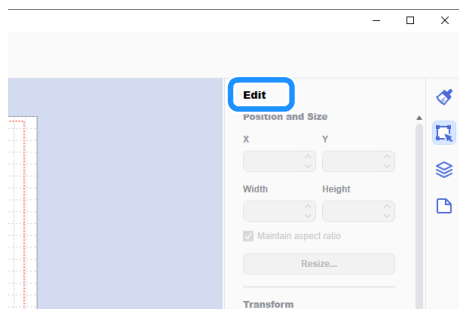 Edit
Position and Size
X Y
Width Height
Maintain aspect ratio
Resize...
Transform